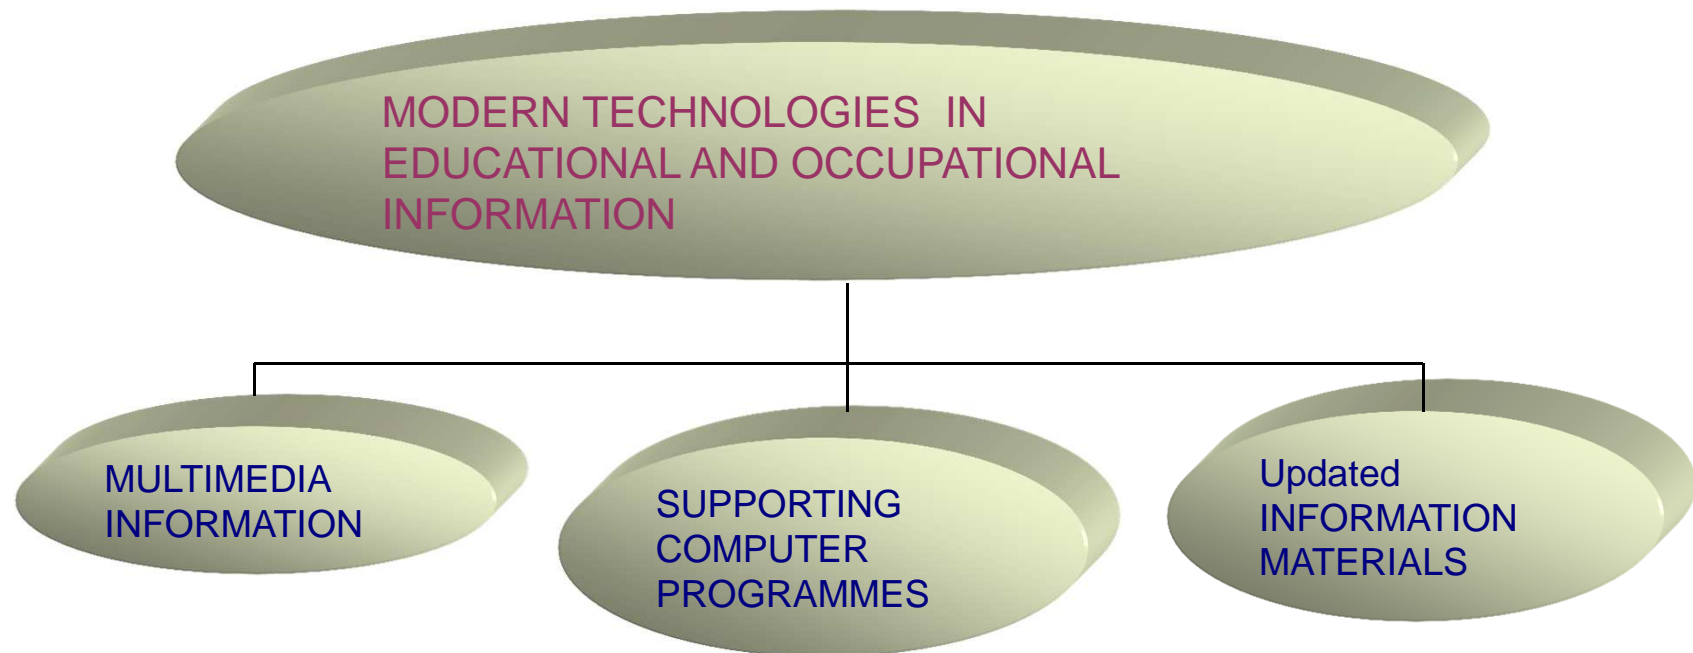 MODERN TECHNOLOGIES IN
EDUCATIONAL AND OCCUPATIONAL
INFORMATION
MULTIMEDIA
INFORMATION
SUPPORTING
COMPUTER
PROGRAMMES
Updated
INFORMATION
MATERIALS